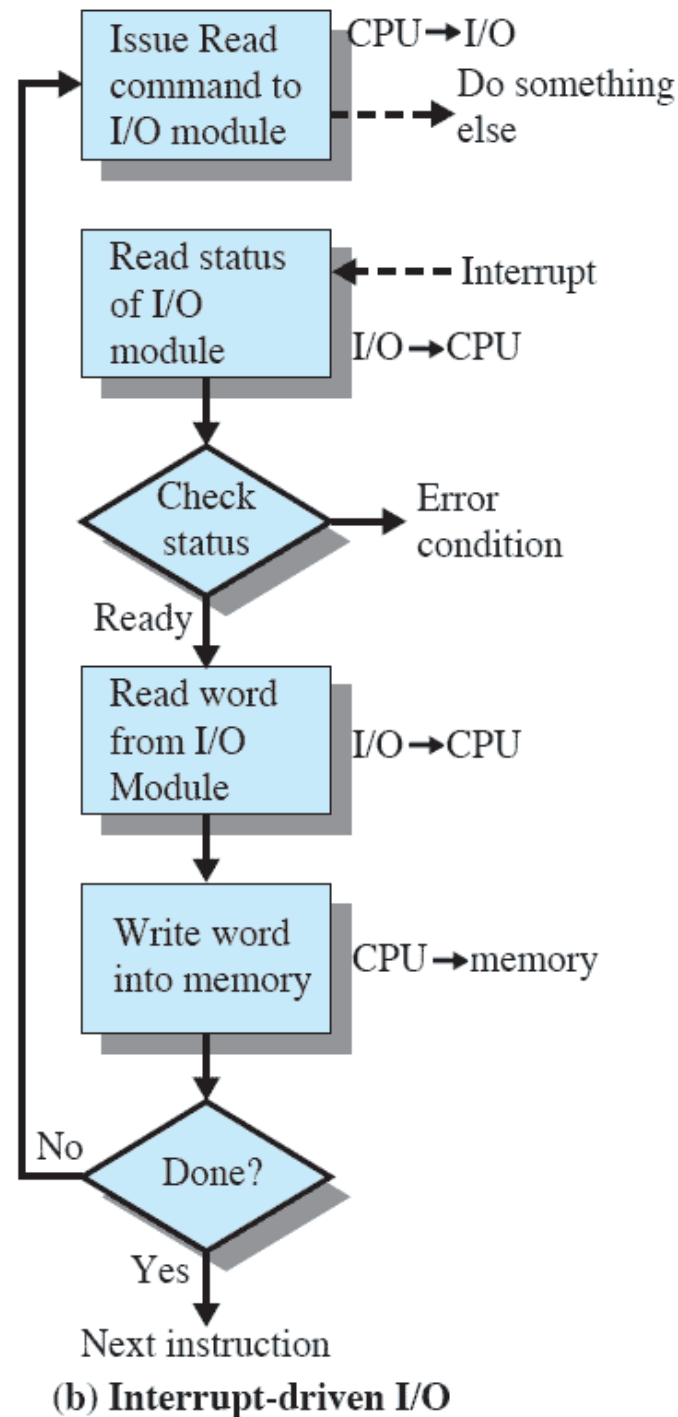 Issue Read
command to
I/O module
CPU→I/O
Do something
else
Read status
of I/O
module
Interrupt
I/O→CPU
Check
status
Error
condition
Ready
Read word
from I/O
Module
I/O→CPU
Write word
into memory
CPU→memory
No
Done?
Yes
Next instruction
(b) Interrupt-driven I/O